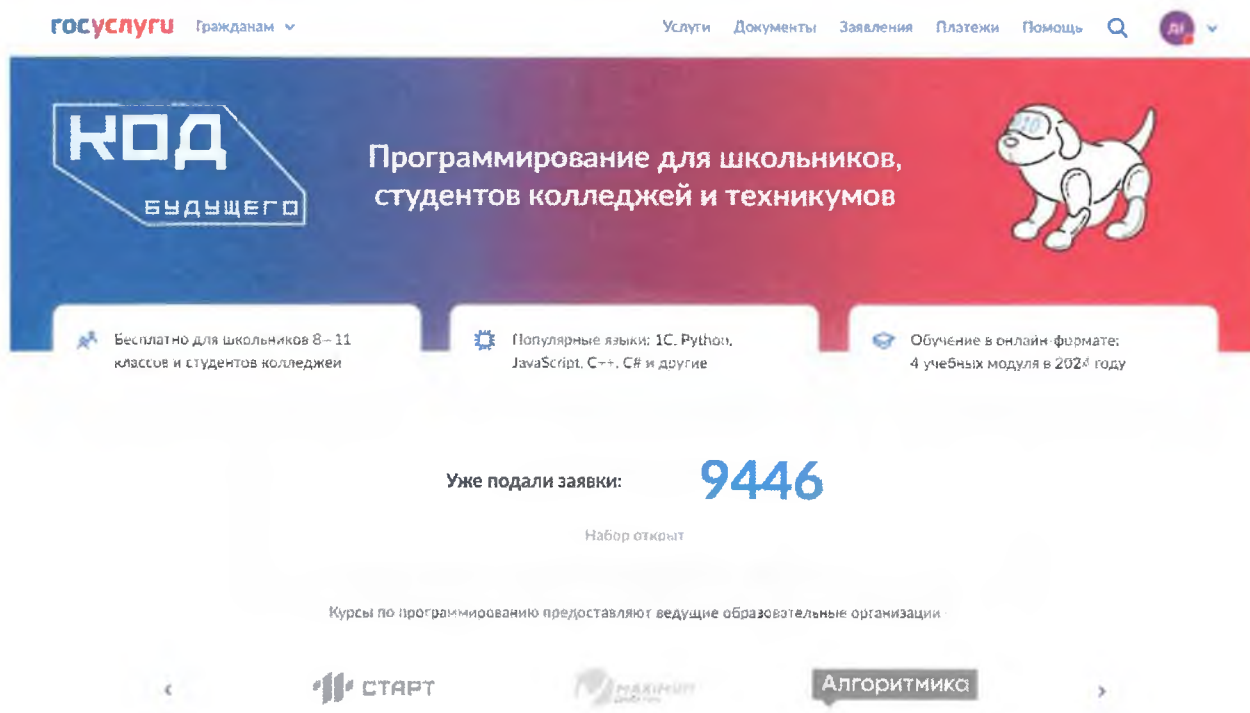 госуслуги Гражданам
Услуги Документы Заявления Платежи Помощь
КОД
БУДУЩЕГО
Программирование для школьников,
студентов колледжей и техникумов
Бесплатно для школьников 8–11
классов и студентов колледжей
Популярные языки: 1С, Python,
JavaScript, C++, C# и другие
Обучение в онлайн-формате:
4 учебных модуля в 2024 году
Уже подали заявки: 9446
Набор открыт
Курсы по программированию предоставляют ведущие образовательные организации
СТАРТ
Алгоритмика